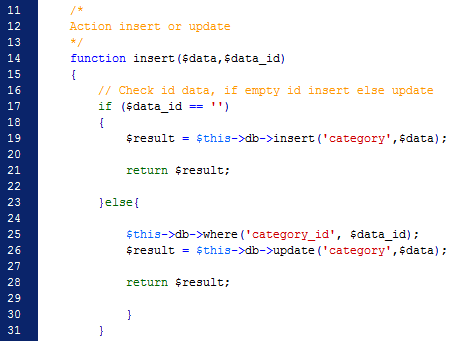 11 /*
12 Action insert or update
13 */
14 function insert($data,$data_id)
15 {
16 // Check id data, if empty id insert else update
17 if ($data_id == '')
18 {
19 $result = $this->db->insert('category',$data);
20
21 return $result;
22
23 }else{
24
25 $this->db->where('category_id', $data_id);
26 $result = $this->db->update('category',$data);
27
28 return $result;
29
30 }
31 }